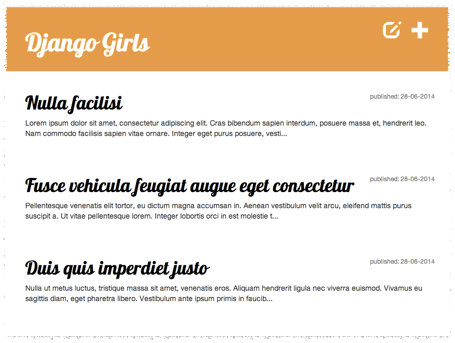 Django Girls
Nulla facilisi
published: 28-06-2014
Lorem ipsum dolor sit amet, consectetur adipiscing elit. Cras bibendum sapien interdum, posuere massa et, hendrerit leo.
Nam commodo facilisis sapien vitae ornare. Integer eget purus posuere, vesti...
Fusce vehicula feugiat augue eget consectetur
published: 28-06-2014
Pellentesque venenatis elit tortor, eu dictum magna accumsan in. Aenean vestibulum velit arcu, eleifend mattis purus
suscipit a. Ut vitae pellentesque lorem. Integer lobortis orci in est molestie t...
Duis quis imperdiet justo
published: 28-06-2014
Nulla ut metus luctus, tristique massa sit amet, venenatis eros. Aliquam hendrerit ligula nec viverra euismod. Vivamus eu
sagittis diam, eget pharetra libero. Vestibulum ante ipsum primis in faucib...